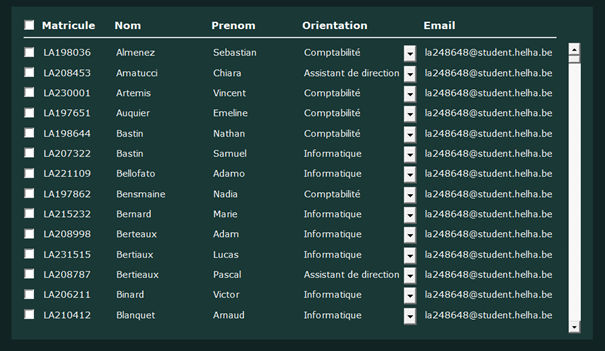 Matricule Nom Prenom Orientation Email
LA198036 Almenez Sebastian Comptabilité la248648@student.helha.be
LA208453 Amatucci Chiara Assistant de direction la248648@student.helha.be
LA230001 Artemis Vincent Comptabilité la248648@student.helha.be
LA197651 Auquier Emeline Comptabilité la248648@student.helha.be
LA198644 Bastin Nathan Comptabilité la248648@student.helha.be
LA207322 Bastin Samuel Informatique la248648@student.helha.be
LA221109 Bellofato Adamo Informatique la248648@student.helha.be
LA197862 Bensmaine Nadia Comptabilité la248648@student.helha.be
LA215232 Bernard Marie Informatique la248648@student.helha.be
LA208998 Berteaux Adam Informatique la248648@student.helha.be
LA231515 Bertiaux Lucas Informatique la248648@student.helha.be
LA208787 Bertieaux Pascal Assistant de direction la248648@student.helha.be
LA206211 Binard Victor Informatique la248648@student.helha.be
LA210412 Blanquet Arnaud Informatique la248648@student.helha.be